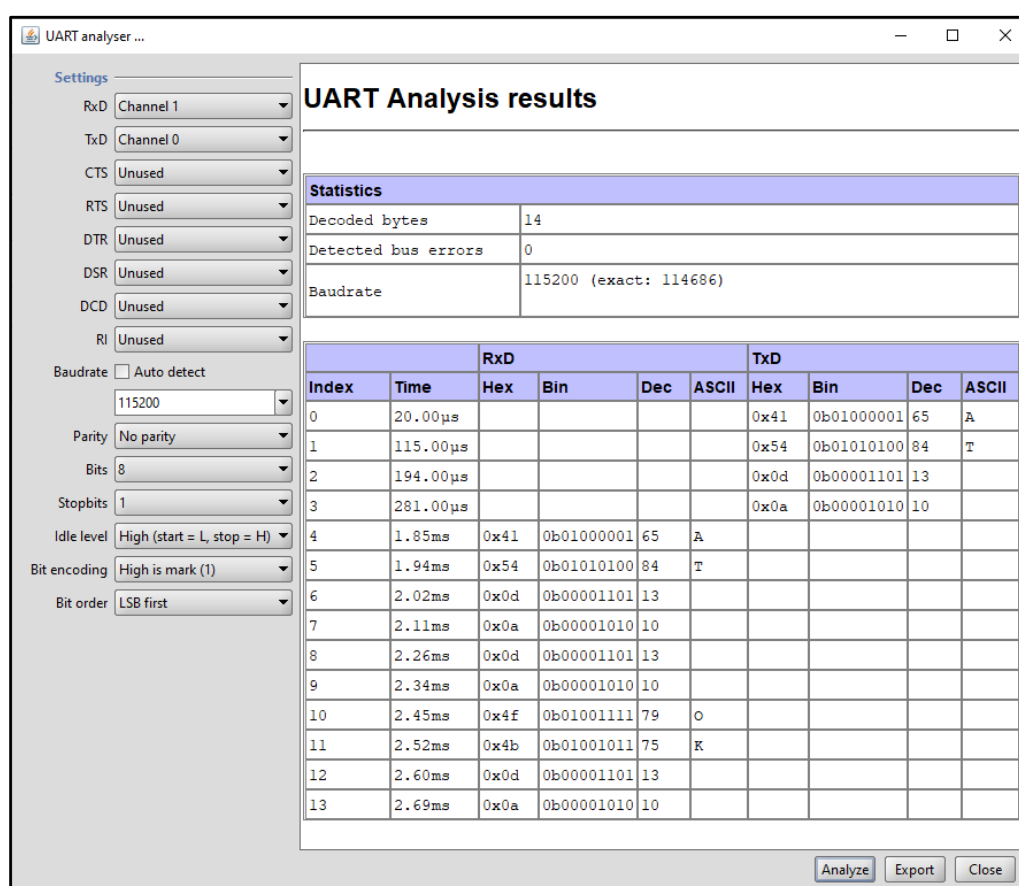 UART analyser ...
Settings
RxD Channel 1
TxD Channel 0
CTS Unused
RTS Unused
DTR Unused
DSR Unused
DCD Unused
RI Unused
Baudrate Auto detect
115200
Parity No parity
Bits 8
Stopbits 1
Idle level High (start = L, stop = H)
Bit encoding High is mark (1)
Bit order LSB first
UART Analysis results
Statistics
Decoded bytes 14
Detected bus errors 0
Baudrate 115200 (exact: 114686)
RxD TxD
Index Time Hex Bin Dec ASCII Hex Bin Dec ASCII
0 20.00µs 0x41 0b01000001 65 A
1 115.00µs 0x54 0b01010100 84 T
2 194.00µs 0x0d 0b00001101 13
3 281.00µs 0x0a 0b00001010 10
4 1.85ms 0x41 0b01000001 65 A
5 1.94ms 0x54 0b01010100 84 T
6 2.02ms 0x0d 0b00001101 13
7 2.11ms 0x0a 0b00001010 10
8 2.26ms 0x0d 0b00001101 13
9 2.34ms 0x0a 0b00001010 10
10 2.45ms 0x4f 0b01001111 79 O
11 2.52ms 0x4b 0b01001011 75 K
12 2.60ms 0x0d 0b00001101 13
13 2.69ms 0x0a 0b00001010 10
Analyze Export Close